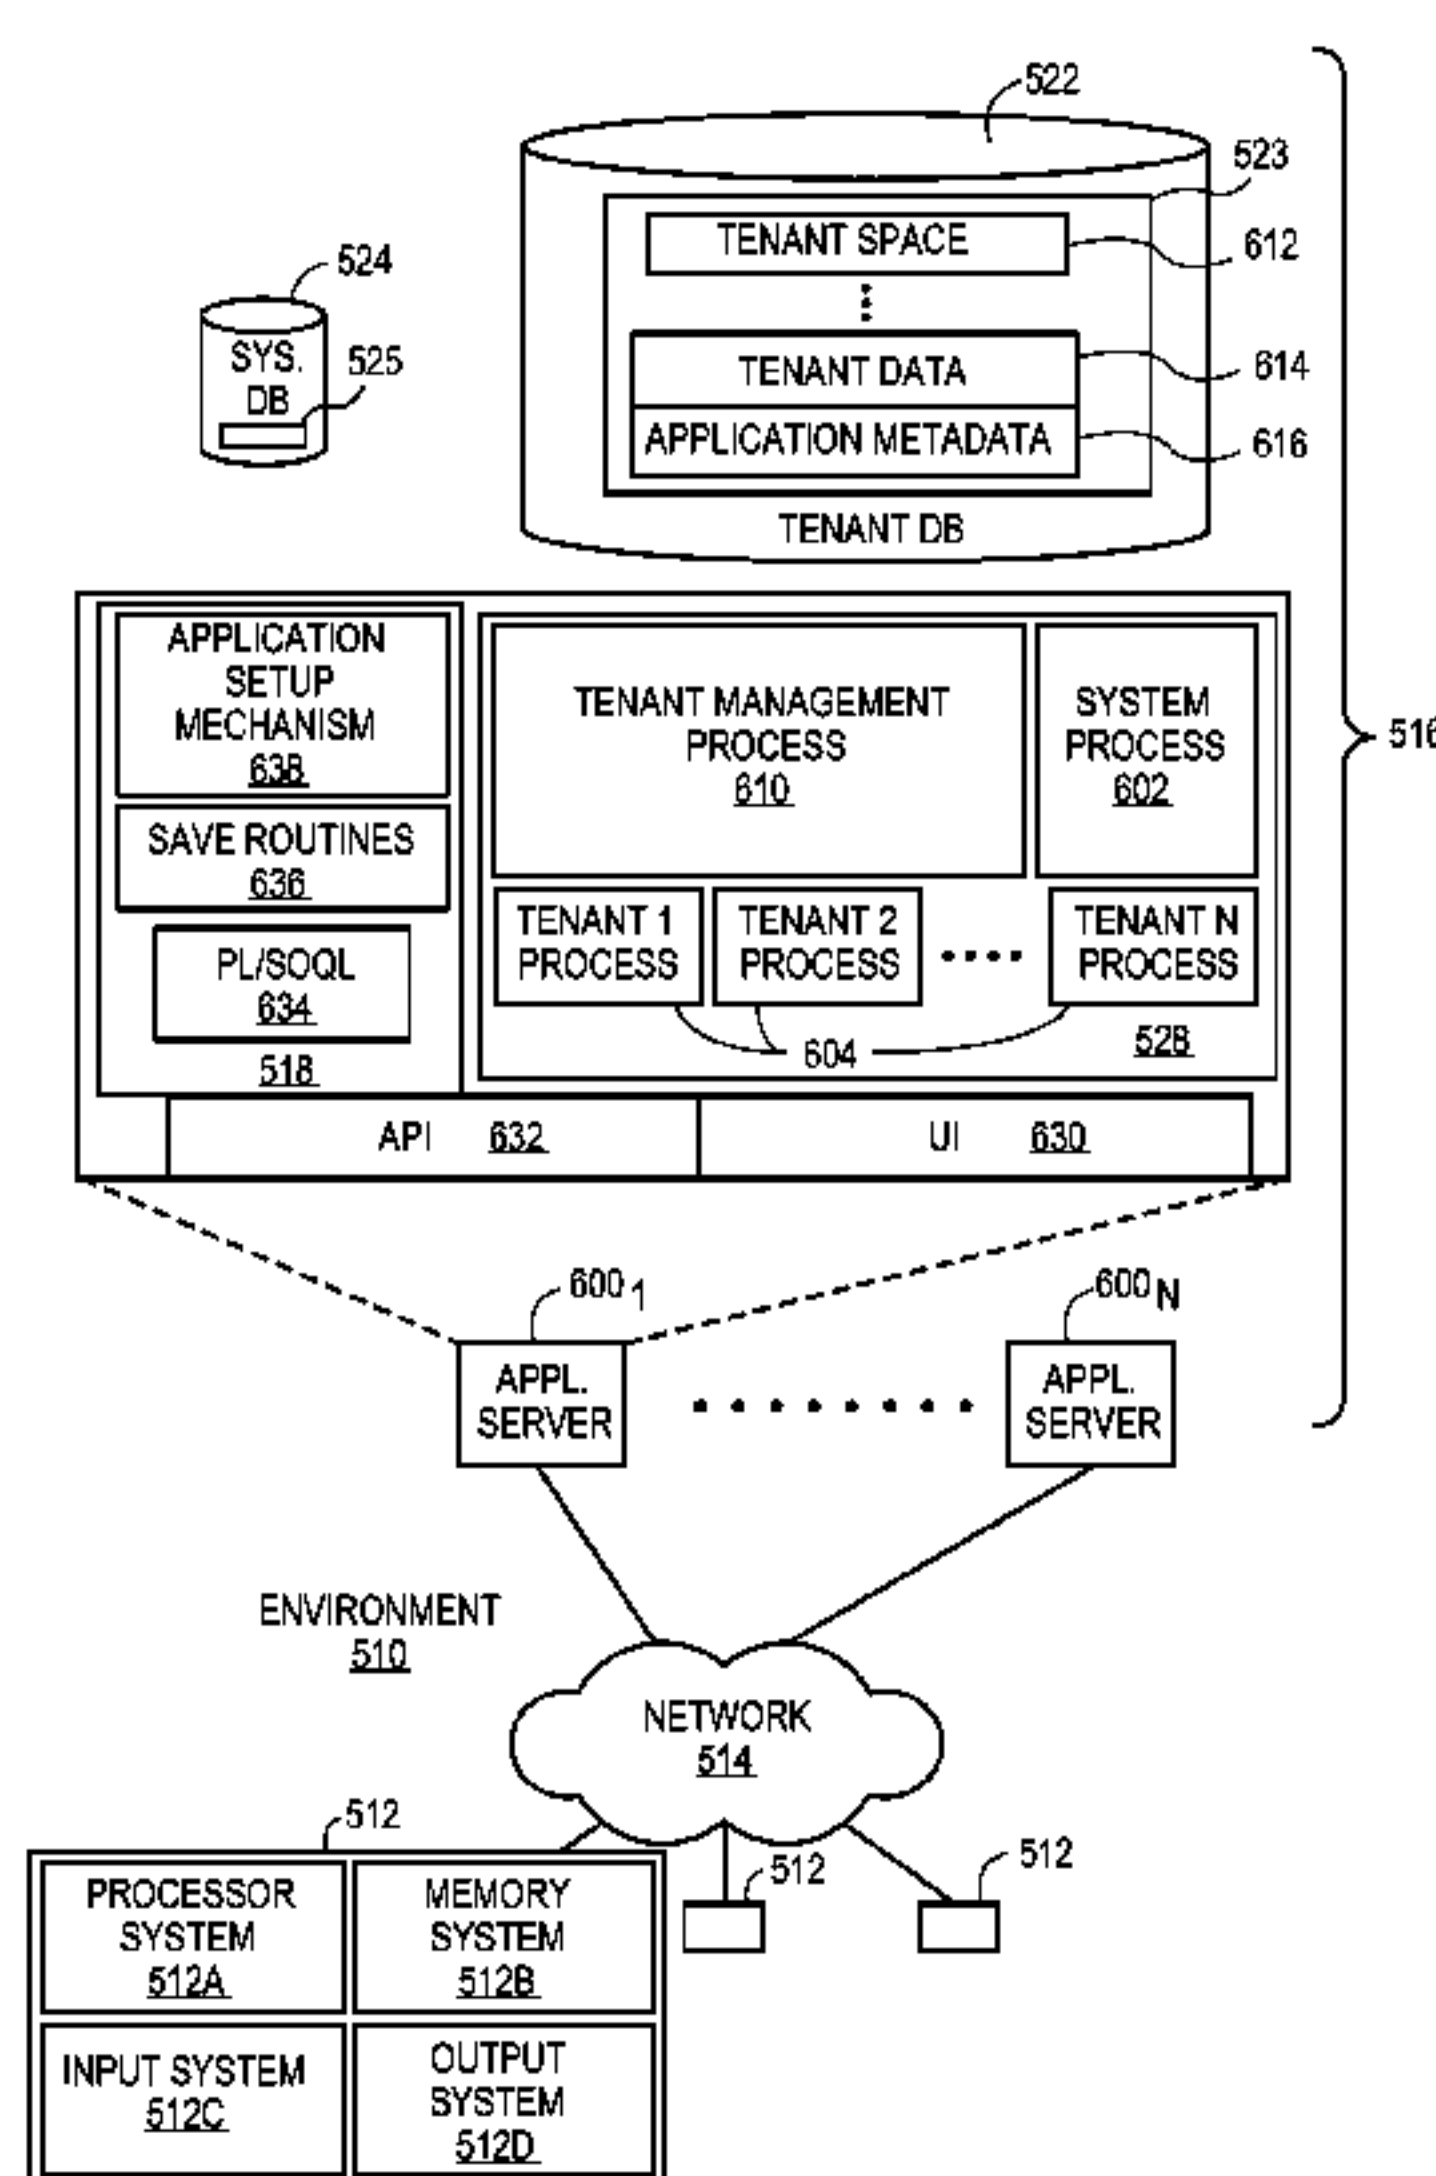 522
523
TENANT SPACE
612
524
SYS.
DB
525
TENANT DATA
614
APPLICATION METADATA
616
TENANT DB
APPLICATION
SETUP
MECHANISM
638
SAVE ROUTINES
636
PL/SOQL
634
518
TENANT MANAGEMENT
PROCESS
610
SYSTEM
PROCESS
602
516
TENANT 1
PROCESS
TENANT 2
PROCESS
TENANT N
PROCESS
604
528
API 632
UI 630
600 1
600 N
APPL.
SERVER
APPL.
SERVER
ENVIRONMENT
510
NETWORK
514
512
512
512
PROCESSOR
SYSTEM
512A
MEMORY
SYSTEM
512B
INPUT SYSTEM
512C
OUTPUT
SYSTEM
512D